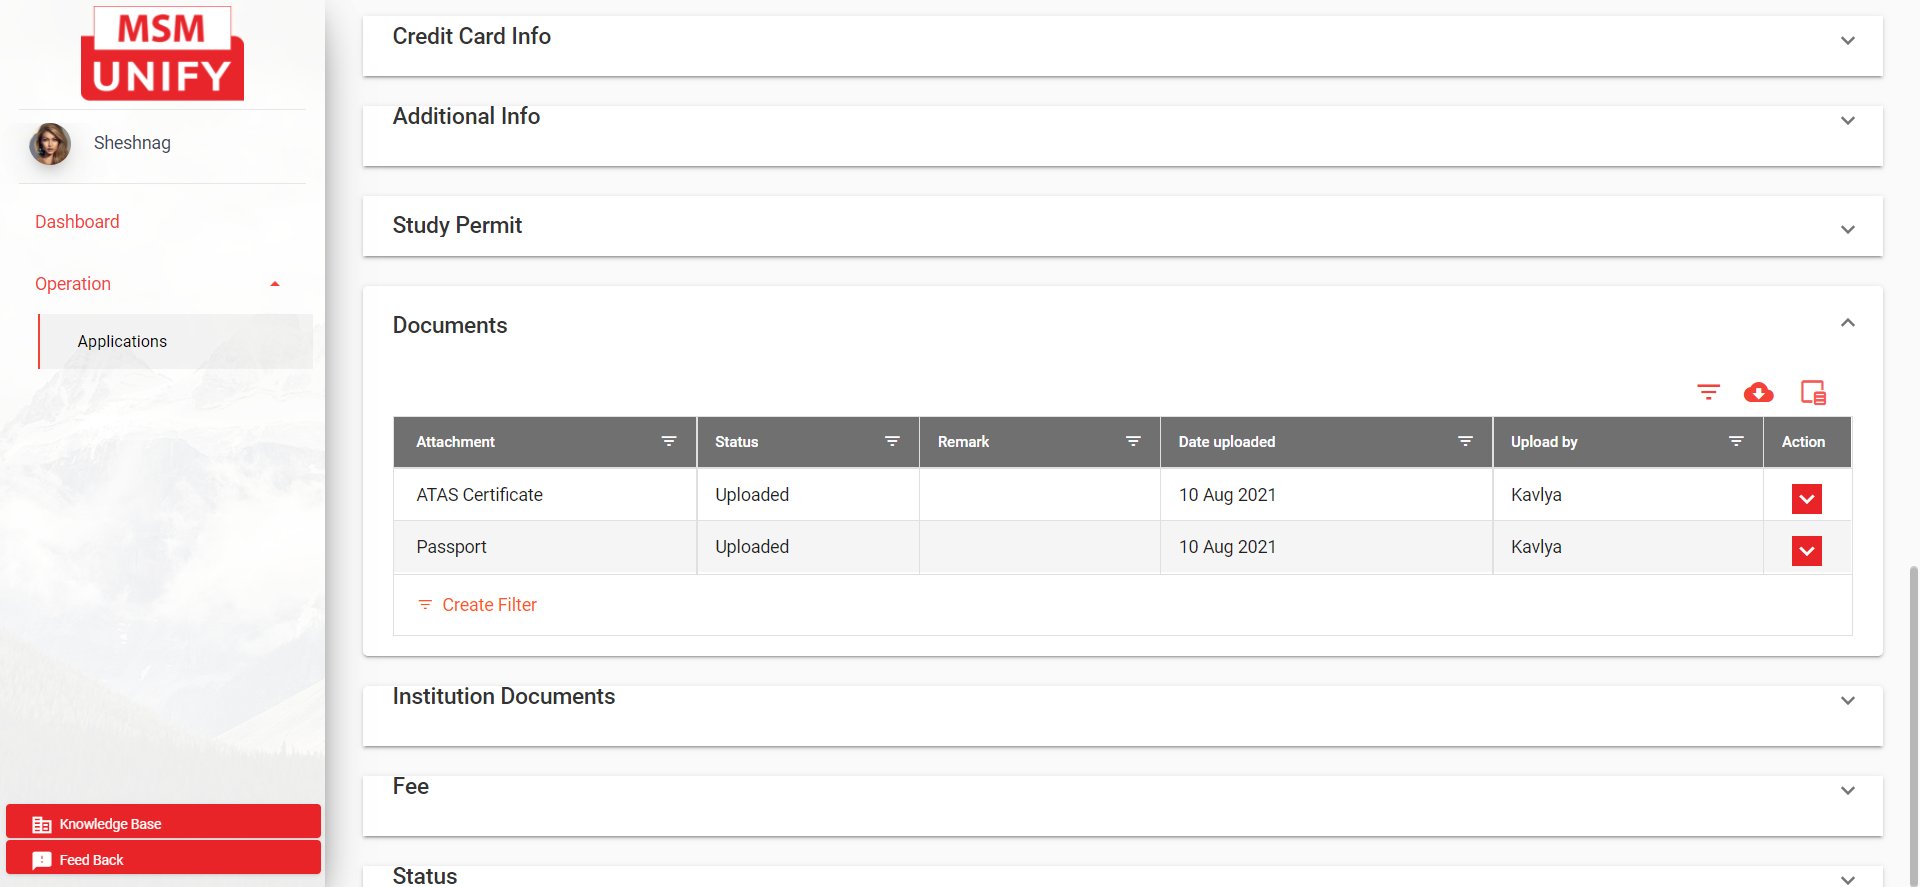 MSM
UNIFY
Sheshnag
Dashboard
Operation
Applications
Knowledge Base
Feed Back
Credit Card Info
Additional Info
Study Permit
Documents
Attachment Status Remark Date uploaded Upload by Action
ATAS Certificate Uploaded 10 Aug 2021 Kavlya
Passport Uploaded 10 Aug 2021 Kavlya
Create Filter
Institution Documents
Fee
Status